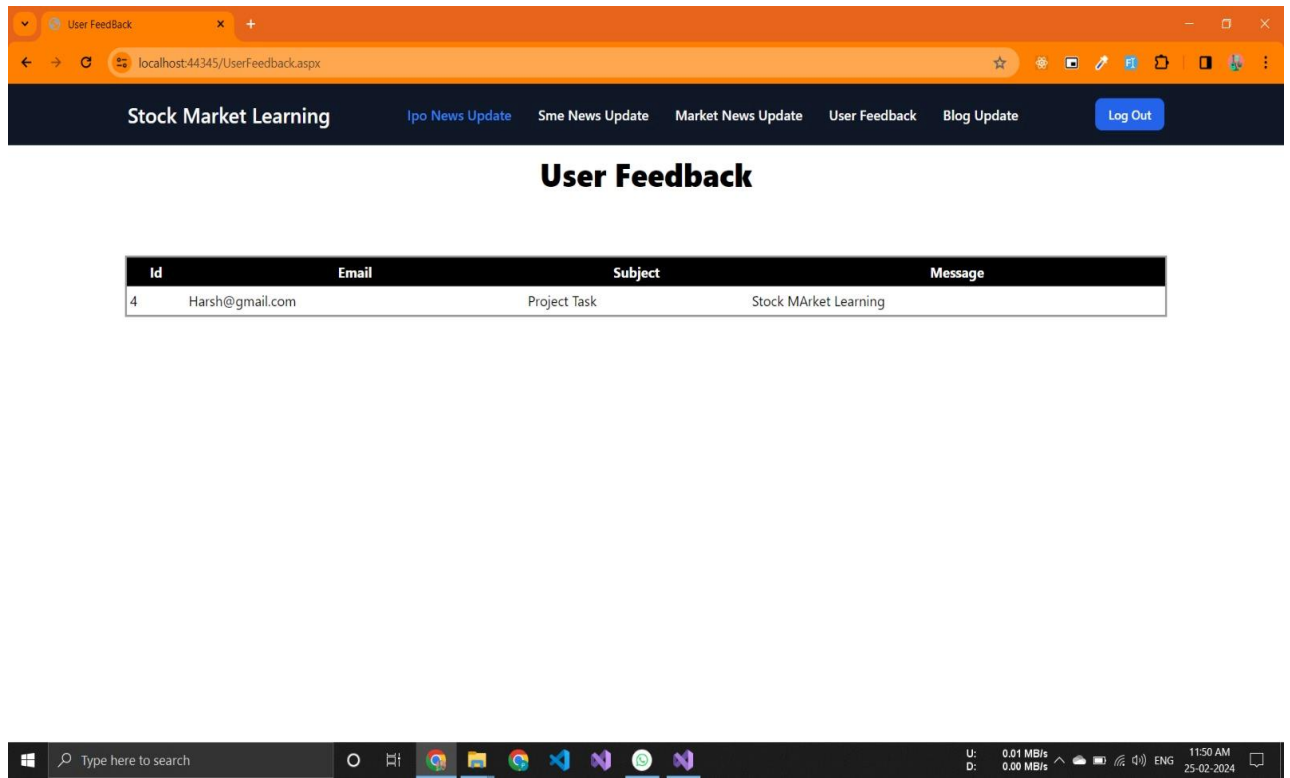 User FeedBack
localhost:44345/UserFeedback.aspx
Stock Market Learning Ipo News Update Sme News Update Market News Update User Feedback Blog Update Log Out
User Feedback
Id Email Subject Message
4 Harsh@gmail.com Project Task Stock MArket Learning
Type here to search
U: 0.01 MB/s
D: 0.00 MB/s
ENG
11:50 AM
25-02-2024